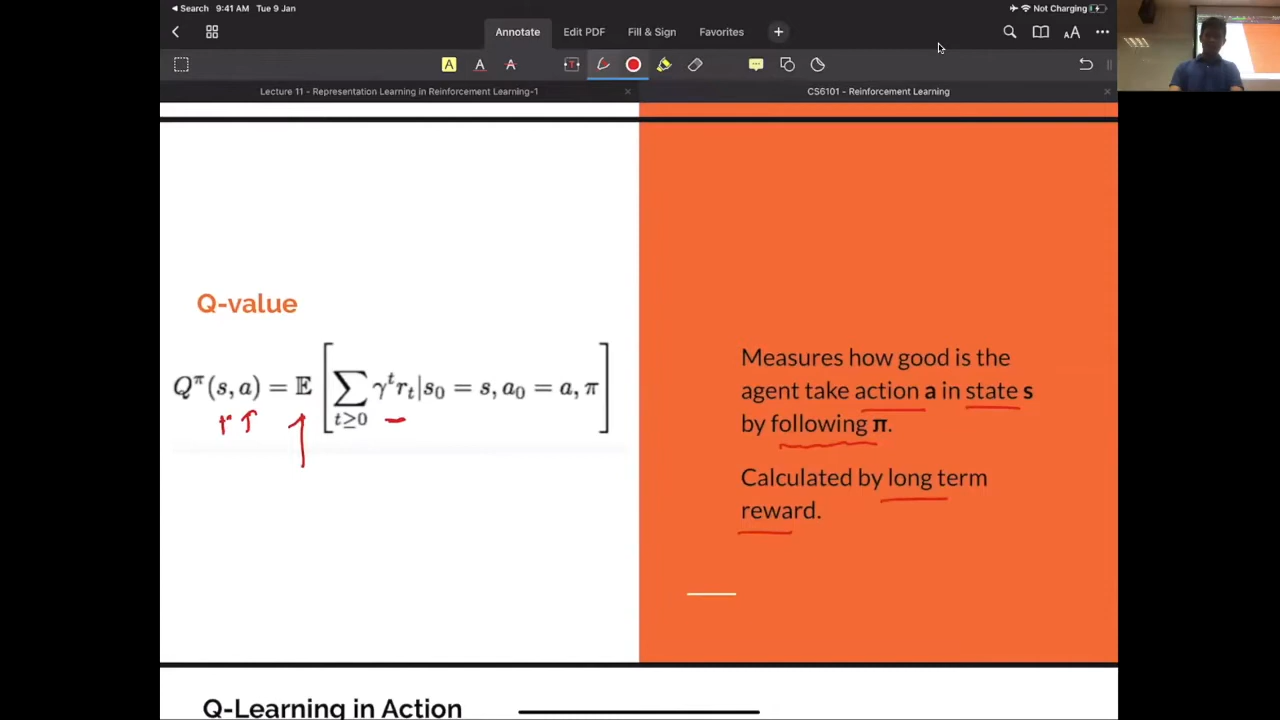 Search 9:41 AM Tue 9 Jan Not Charging
Annotate Edit PDF Fill & Sign Favorites
Lecture 11 - Representation Learning in Reinforcement Learning-1
CS6101 - Reinforcement Learning
Q-value
Q^π(s, a) = 𝔼 [ ∑_{t≥0} γ^t r_t | s_0 = s, a_0 = a, π ]
Measures how good is the
agent take action a in state s
by following π.
Calculated by long term
reward.
Q-Learning in Action